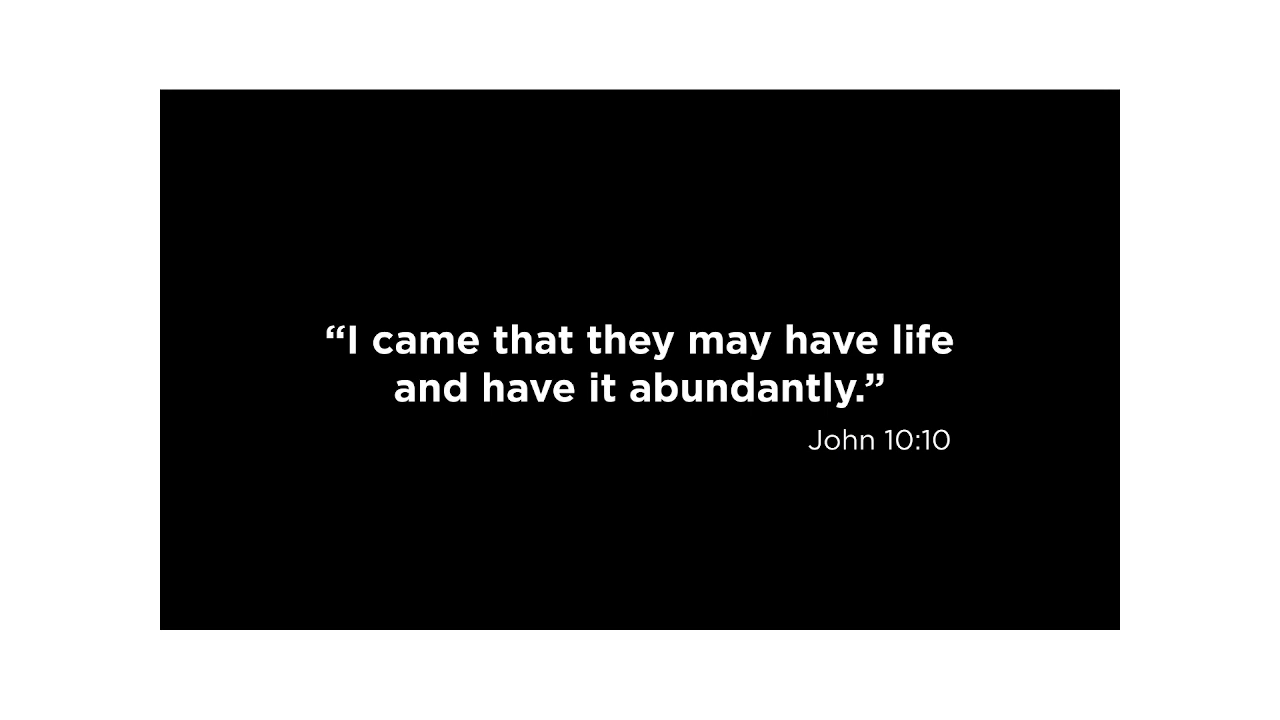 “I came that they may have life
and have it abundantly.”
John 10:10